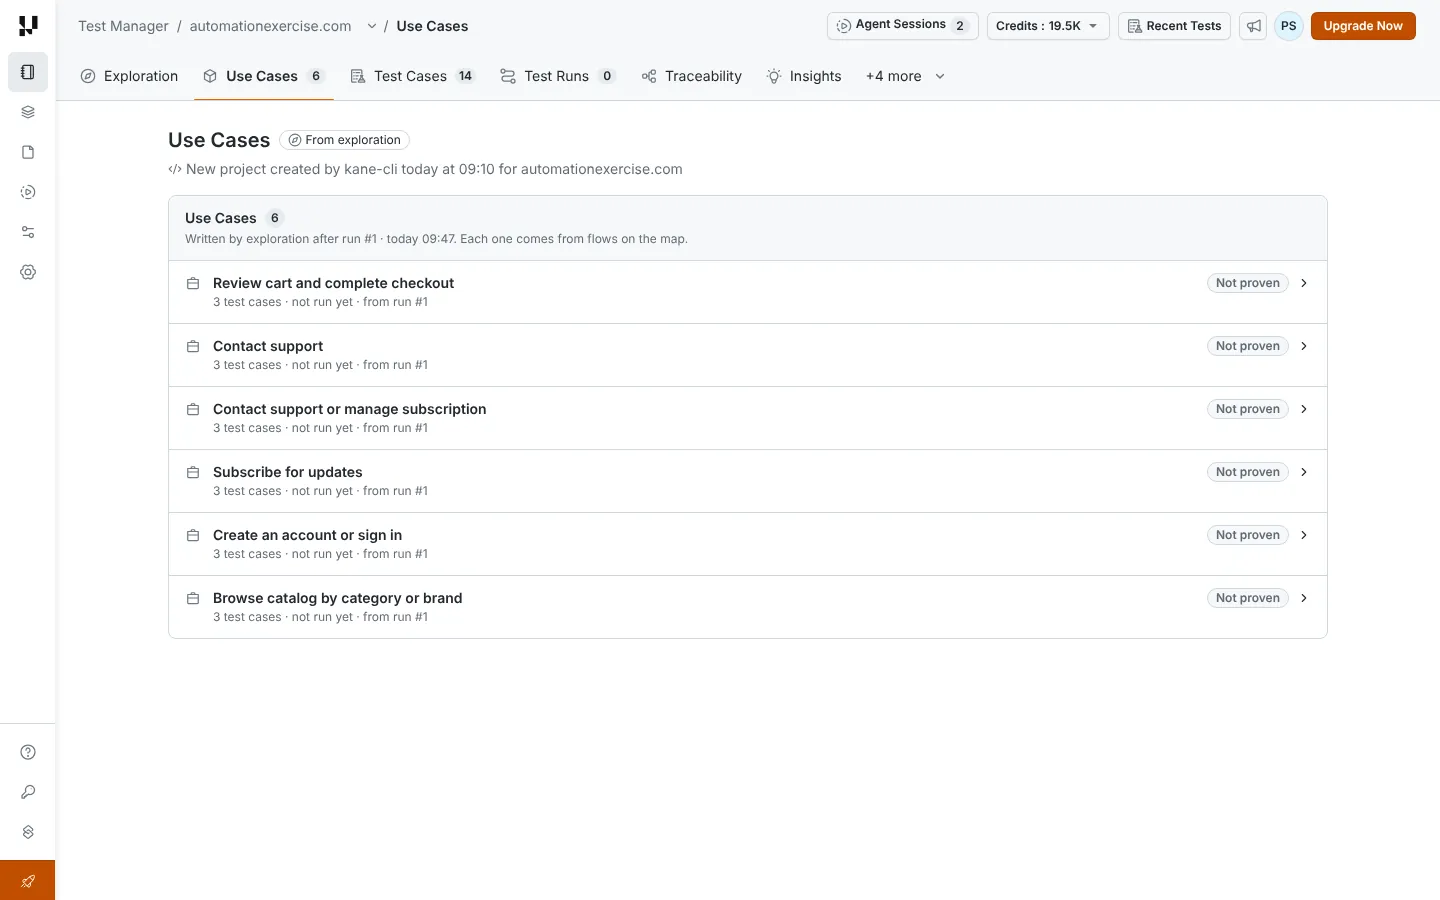 Test Manager / automationexercise.com / Use Cases
Agent Sessions 2
Credits : 19.5K
Recent Tests
PS
Upgrade Now
Exploration
Use Cases 6
Test Cases 14
Test Runs 0
Traceability
Insights
+4 more
Use Cases
From exploration
</> New project created by kane-cli today at 09:10 for automationexercise.com
Use Cases 6
Written by exploration after run #1 · today 09:47. Each one comes from flows on the map.
Review cart and complete checkout
Not proven
3 test cases · not run yet · from run #1
Contact support
Not proven
3 test cases · not run yet · from run #1
Contact support or manage subscription
Not proven
3 test cases · not run yet · from run #1
Subscribe for updates
Not proven
3 test cases · not run yet · from run #1
Create an account or sign in
Not proven
3 test cases · not run yet · from run #1
Browse catalog by category or brand
Not proven
3 test cases · not run yet · from run #1